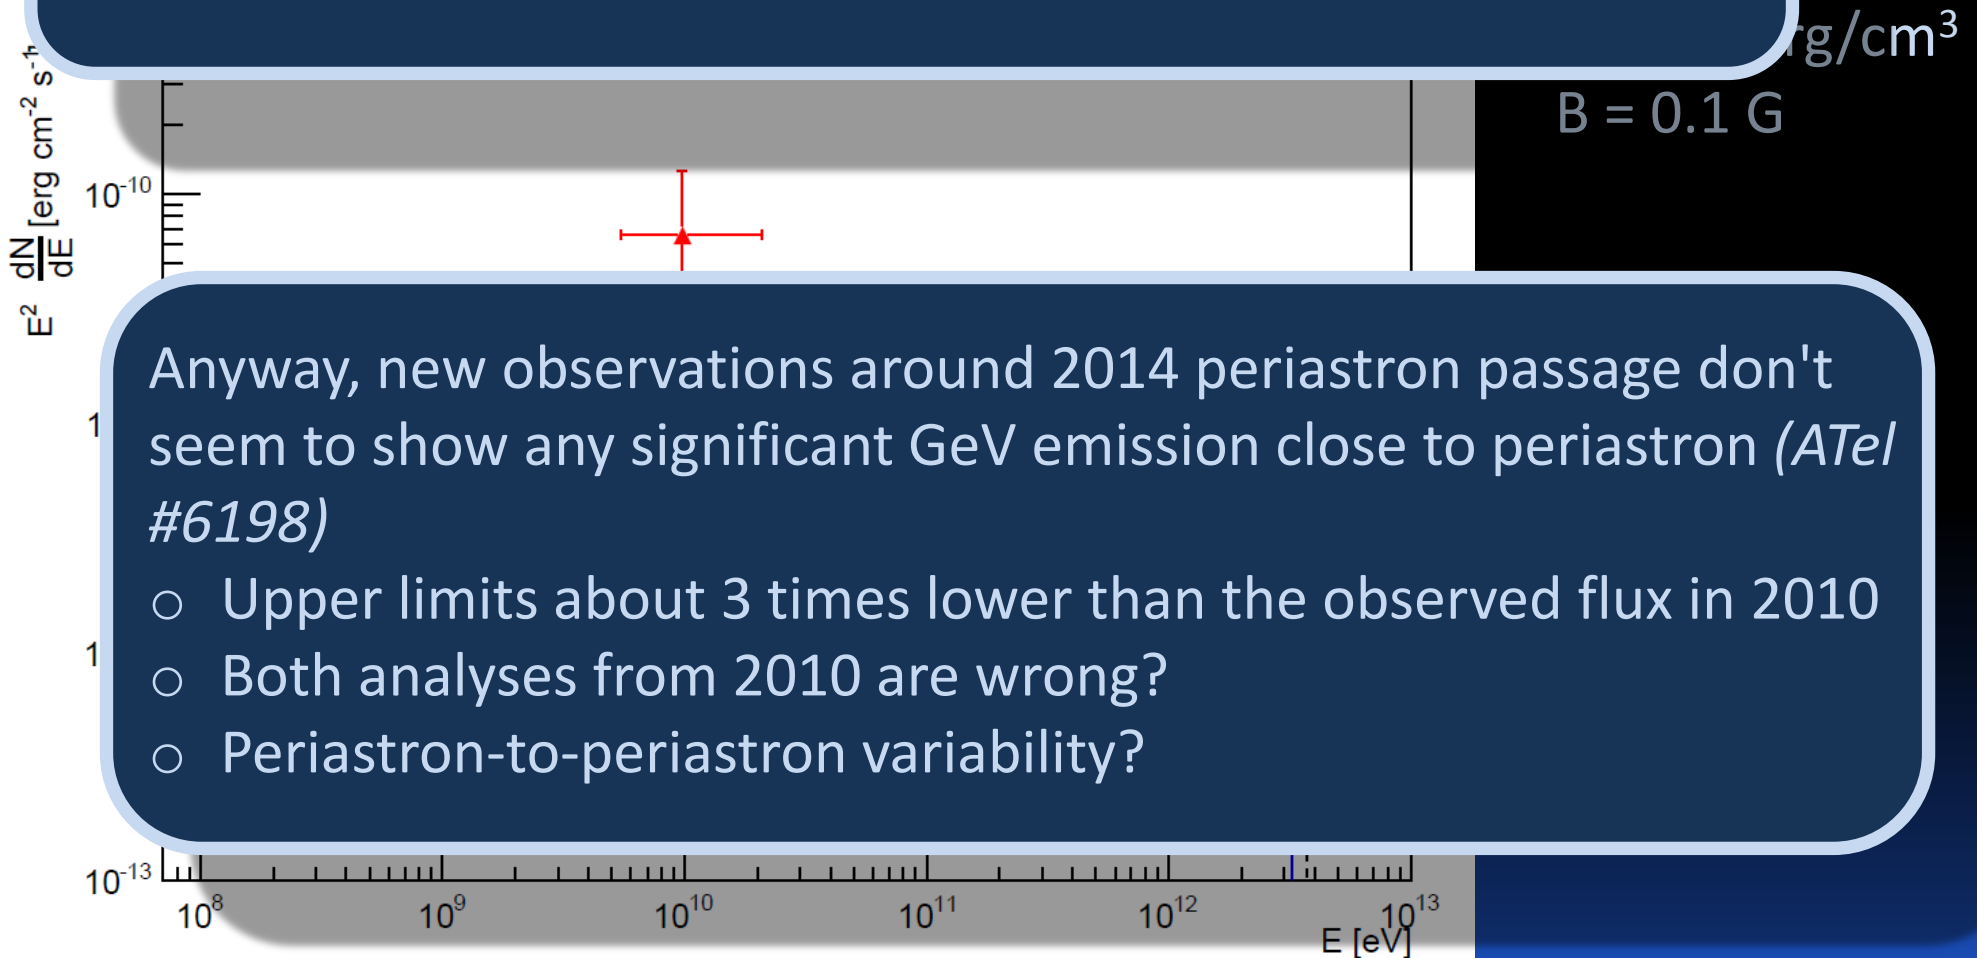 rg/cm³
B = 0.1 G
E² dN/dE [erg cm⁻² s⁻¹
10⁻¹⁰
Anyway, new observations around 2014 periastron passage don't
seem to show any significant GeV emission close to periastron (ATel
#6198)
○ Upper limits about 3 times lower than the observed flux in 2010
○ Both analyses from 2010 are wrong?
○ Periastron-to-periastron variability?
1
1
10⁻¹³
10⁸ 10⁹ 10¹⁰ 10¹¹ 10¹² 10¹³
E [eV]